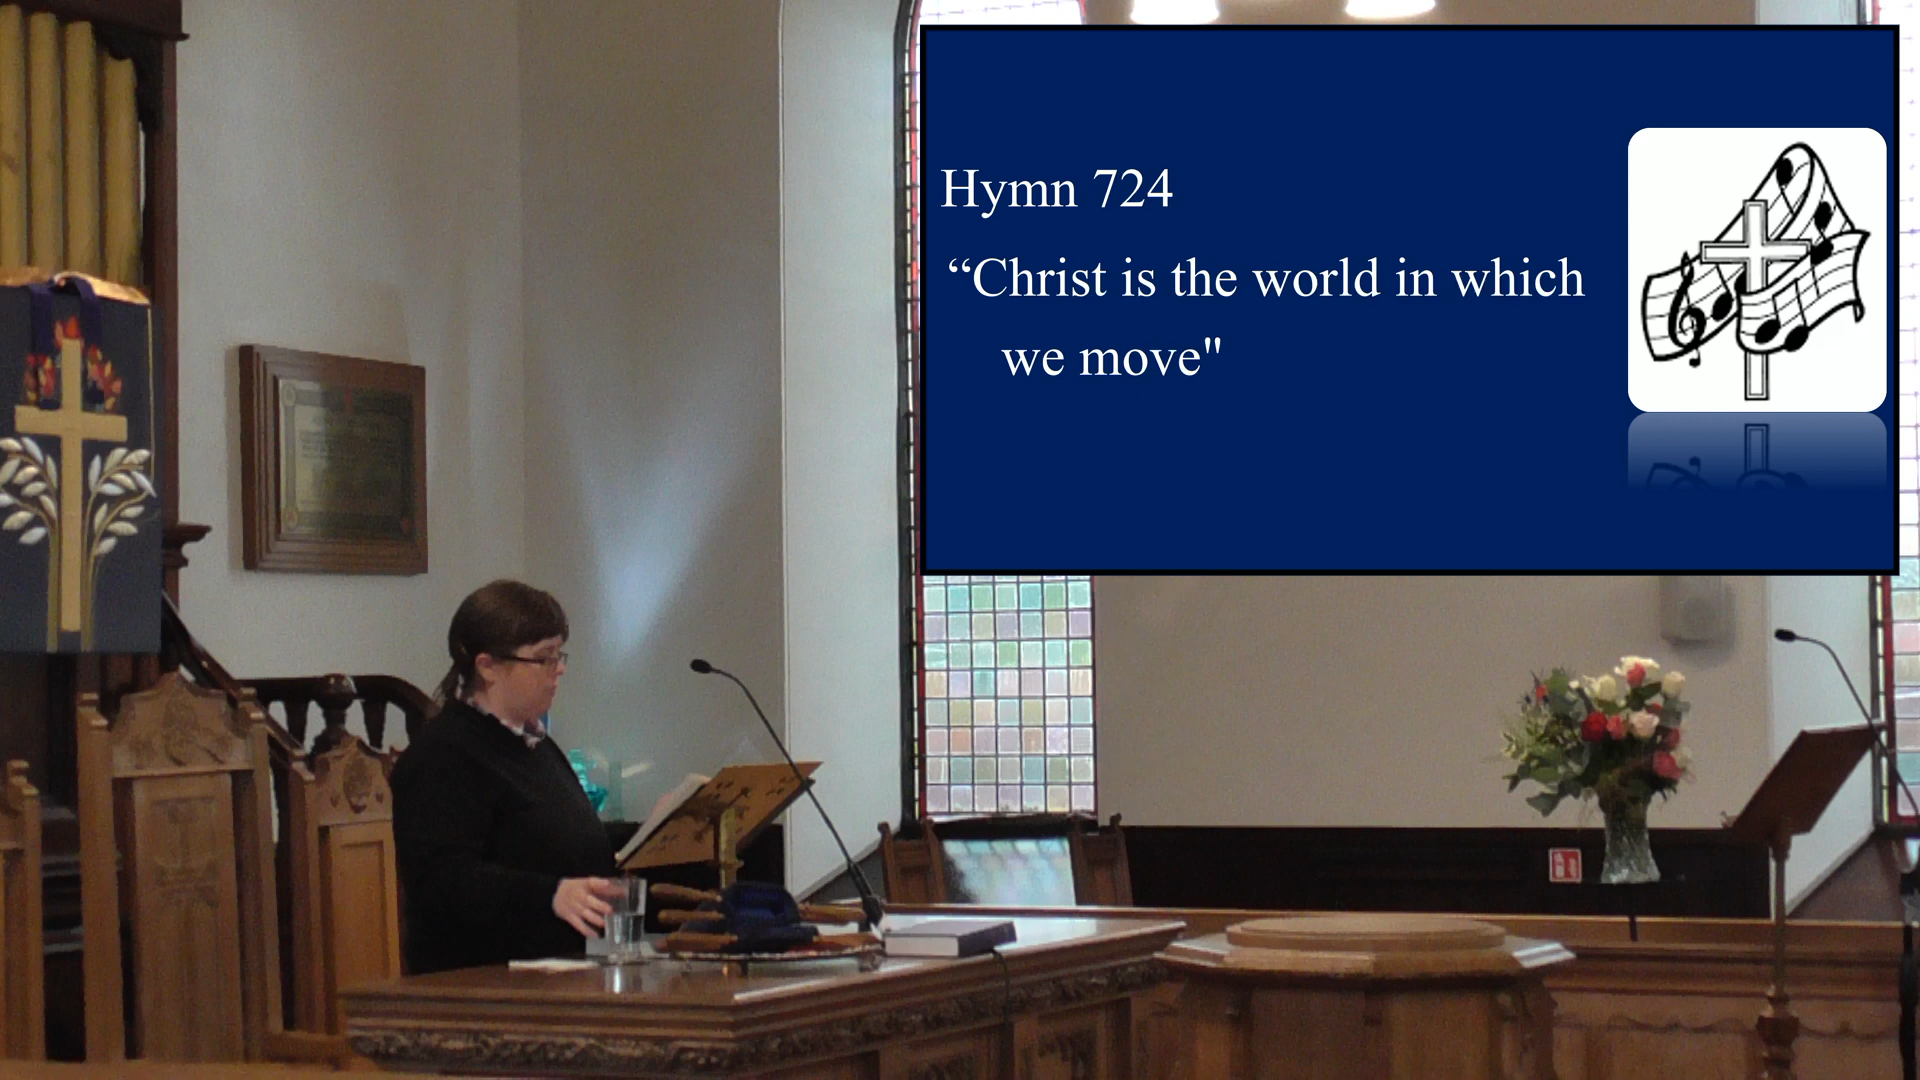 Hymn 724
“Christ is the world in which
we move"